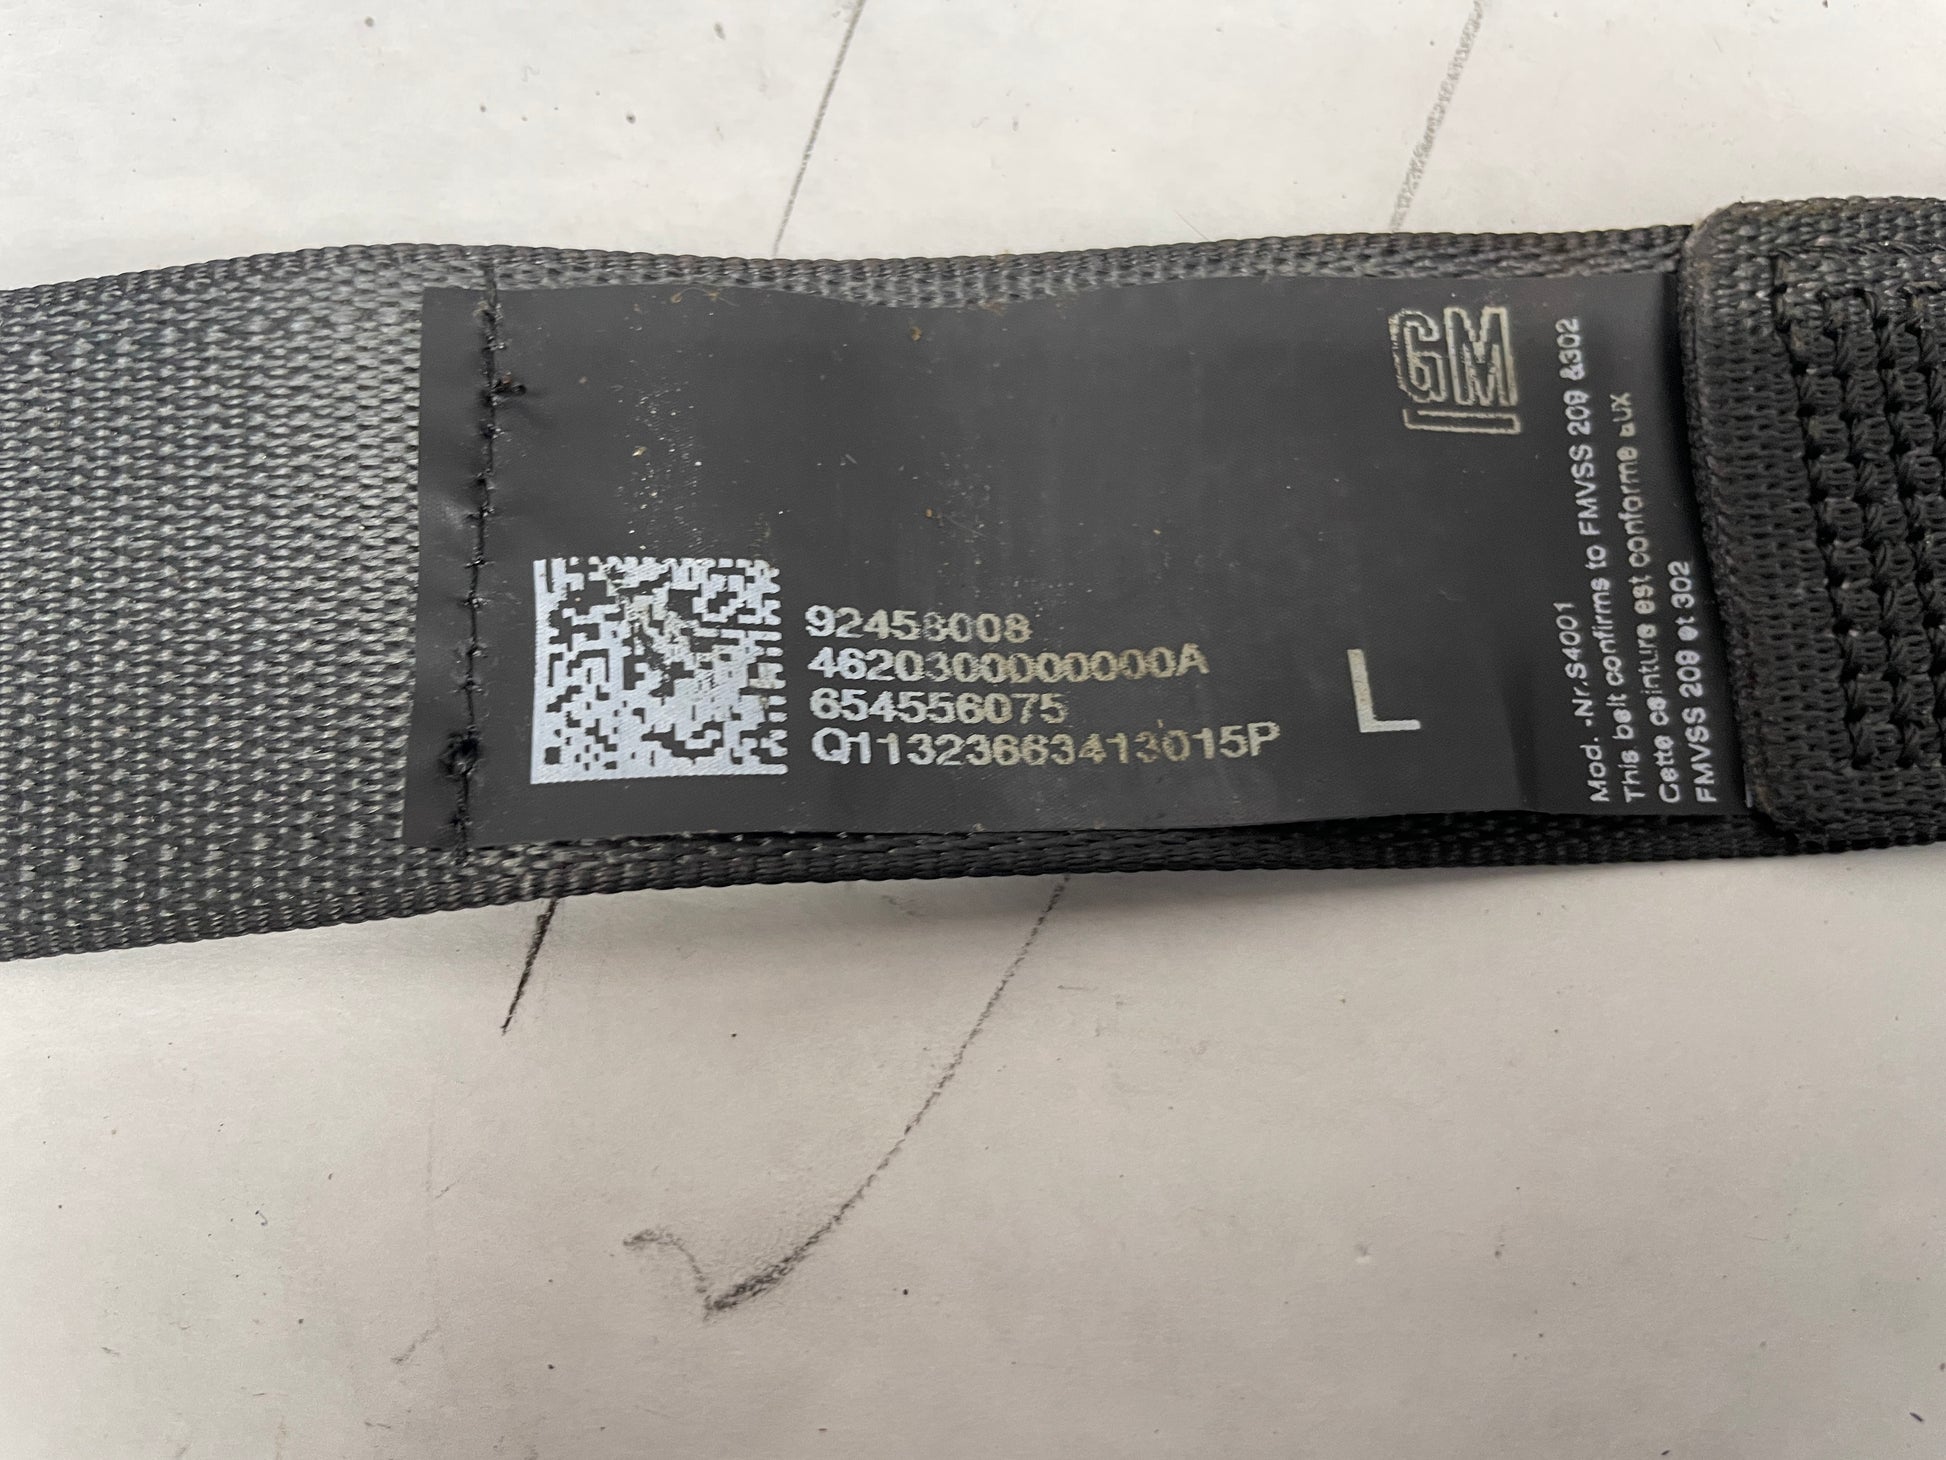 92458008
4620300000000A
654556075
Q11323663413015P
L
GM
Mod. -Nr.S4001
This belt confirms to FMVSS 209 &302
Cette ceinture est conforme aux
FMVSS 209 et 302